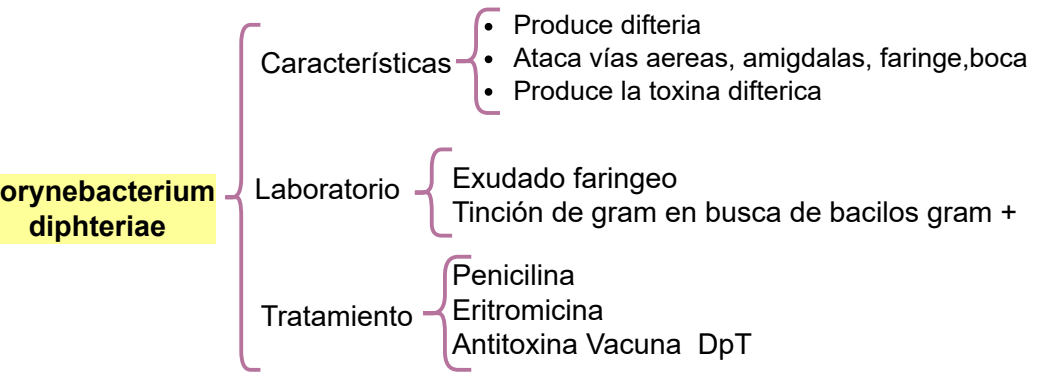 orynebacterium
diphteriae
Características
• Produce difteria
• Ataca vías aereas, amigdalas, faringe,boca
• Produce la toxina difterica
Laboratorio
Exudado faringeo
Tinción de gram en busca de bacilos gram +
Tratamiento
Penicilina
Eritromicina
Antitoxina Vacuna DpT